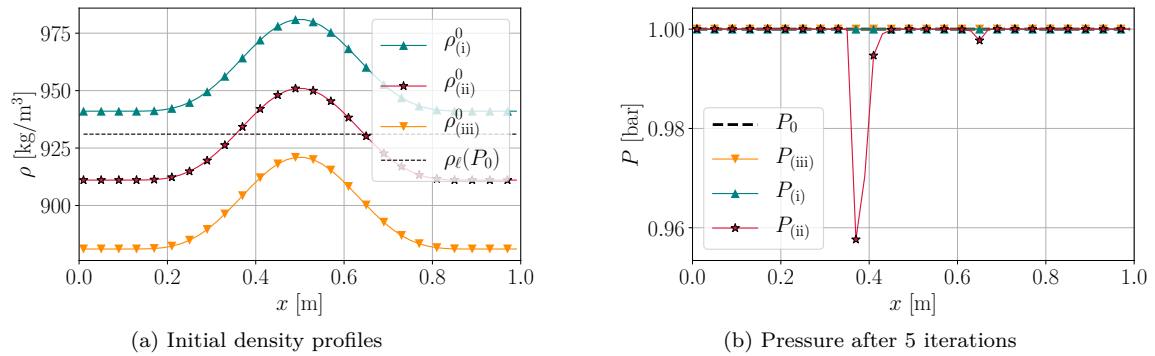 975
950
925
900
ρ [kg/m³]
ρ⁰₍ᵢ₎
ρ⁰₍ᵢᵢ₎
ρ⁰₍ᵢᵢᵢ₎
ρ_ℓ(P₀)
0.0 0.2 0.4 0.6 0.8 1.0
x [m]
(a) Initial density profiles
1.00
0.98
0.96
P [bar]
P₀
P₍ᵢᵢᵢ₎
P₍ᵢ₎
P₍ᵢᵢ₎
0.0 0.2 0.4 0.6 0.8 1.0
x [m]
(b) Pressure after 5 iterations